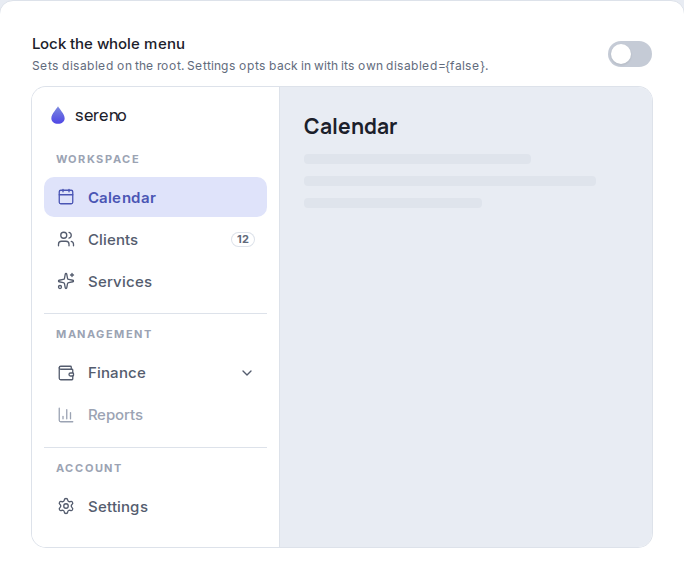 Lock the whole menu
Sets disabled on the root. Settings opts back in with its own disabled={false}.
sereno
WORKSPACE
Calendar
Clients 12
Services
MANAGEMENT
Finance
Reports
ACCOUNT
Settings
Calendar